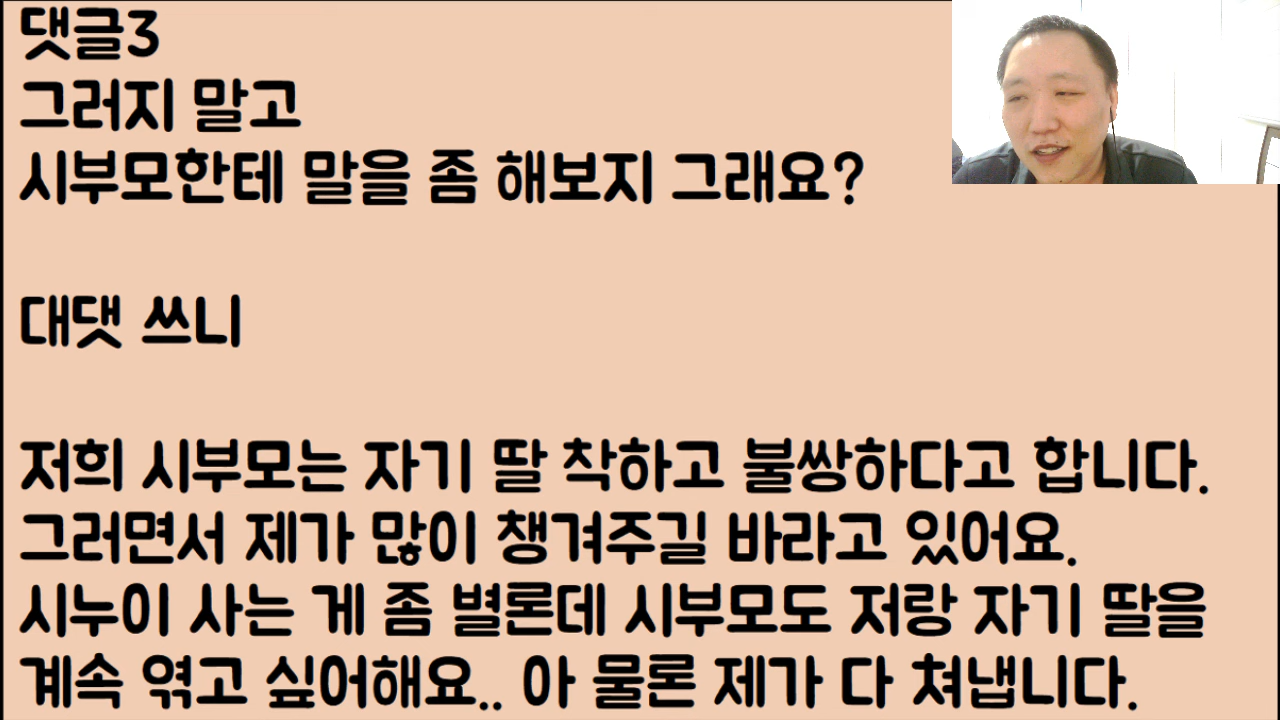 댓글3
그러지 말고
시부모한테 말을 좀 해보지 그래요?
대댓 쓰니
저희 시부모는 자기 딸 착하고 불쌍하다고 합니다.
그러면서 제가 많이 챙겨주길 바라고 있어요.
시누이 사는 게 좀 별론데 시부모도 저랑 자기 딸을
계속 엮고 싶어해요.. 아 물론 제가 다 쳐냅니다.